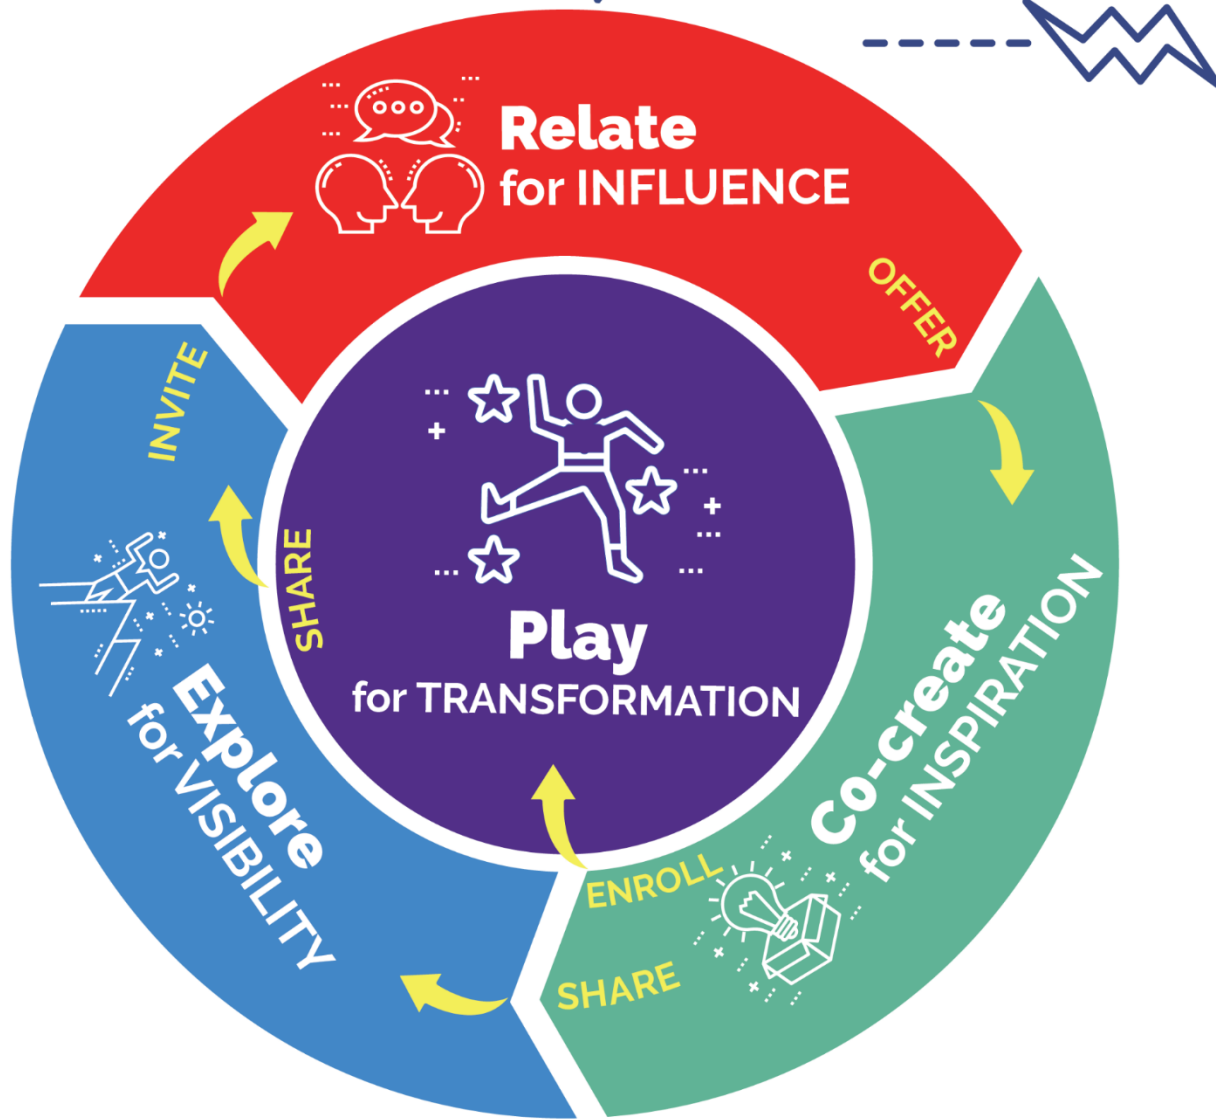 Relate
for INFLUENCE
OFFER
INVITE
SHARE
Play
for TRANSFORMATION
Explore
for VISIBILITY
Co-create
for INSPIRATION
ENROLL
SHARE